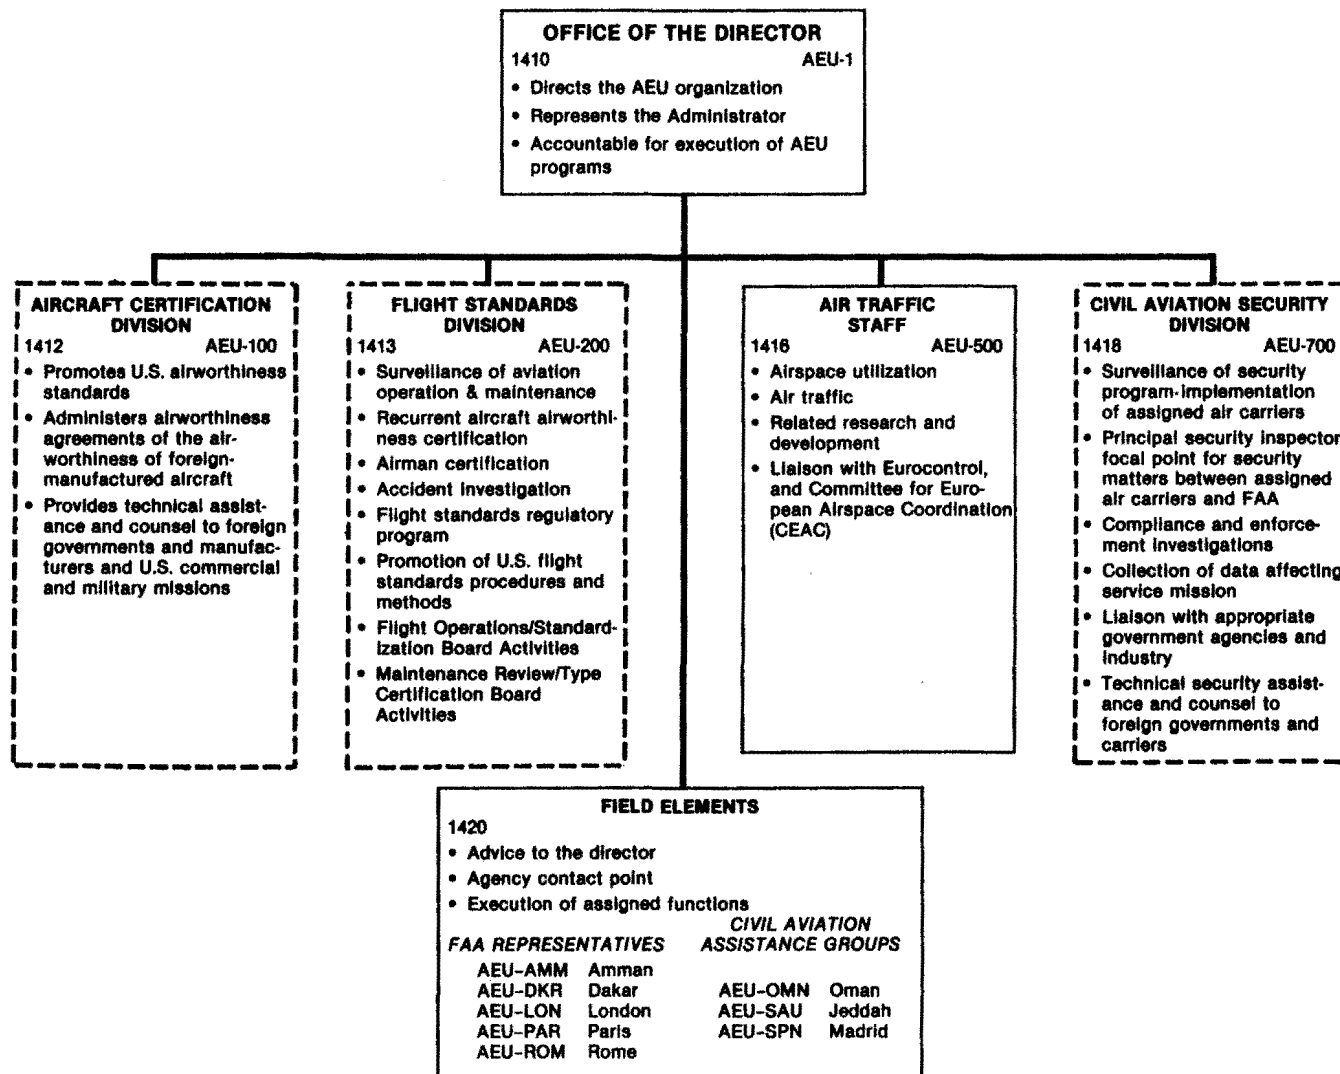 OFFICE OF THE DIRECTOR
1410 AEU-1
• Directs the AEU organization
• Represents the Administrator
• Accountable for execution of AEU
programs
AIRCRAFT CERTIFICATION
DIVISION
1412 AEU-100
• Promotes U.S. airworthiness
standards
• Administers airworthiness
agreements of the air-
worthiness of foreign-
manufactured aircraft
• Provides technical assist-
ance and counsel to foreign
governments and manufac-
turers and U.S. commercial
and military missions
FLIGHT STANDARDS
DIVISION
1413 AEU-200
• Surveillance of aviation
operation & maintenance
• Recurrent aircraft airworthi-
ness certification
• Airman certification
• Accident investigation
• Flight standards regulatory
program
• Promotion of U.S. flight
standards procedures and
methods
• Flight Operations/Standard-
ization Board Activities
• Maintenance Review/Type
Certification Board
Activities
AIR TRAFFIC
STAFF
1416 AEU-500
• Airspace utilization
• Air traffic
• Related research and
development
• Liaison with Eurocontrol,
and Committee for Euro-
pean Airspace Coordination
(CEAC)
CIVIL AVIATION SECURITY
DIVISION
1418 AEU-700
• Surveillance of security
program-implementation
of assigned air carriers
• Principal security inspector
focal point for security
matters between assigned
air carriers and FAA
• Compliance and enforce-
ment investigations
• Collection of data affecting
service mission
• Liaison with appropriate
government agencies and
industry
• Technical security assist-
ance and counsel to
foreign governments and
carriers
FIELD ELEMENTS
1420
• Advice to the director
• Agency contact point
• Execution of assigned functions
FAA REPRESENTATIVES
AEU-AMM Amman
AEU-DKR Dakar
AEU-LON London
AEU-PAR Paris
AEU-ROM Rome
CIVIL AVIATION
ASSISTANCE GROUPS
AEU-OMN Oman
AEU-SAU Jeddah
AEU-SPN Madrid